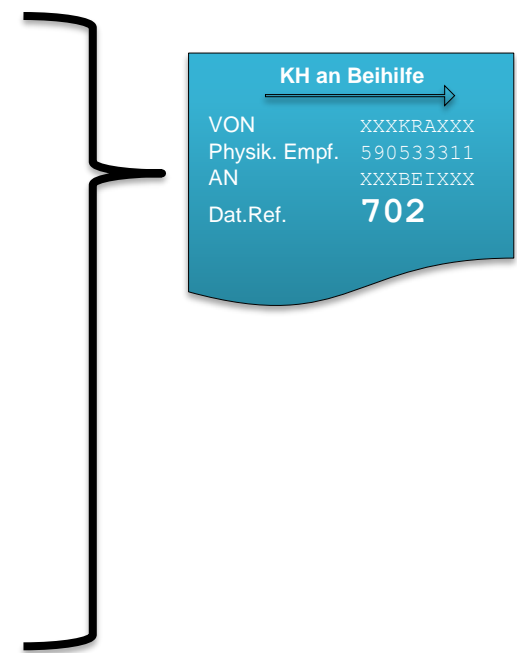 KH an Beihilfe
VON XXXKRAXXX
Physik. Empf. 590533311
AN XXXBEIXXX
Dat.Ref. 702